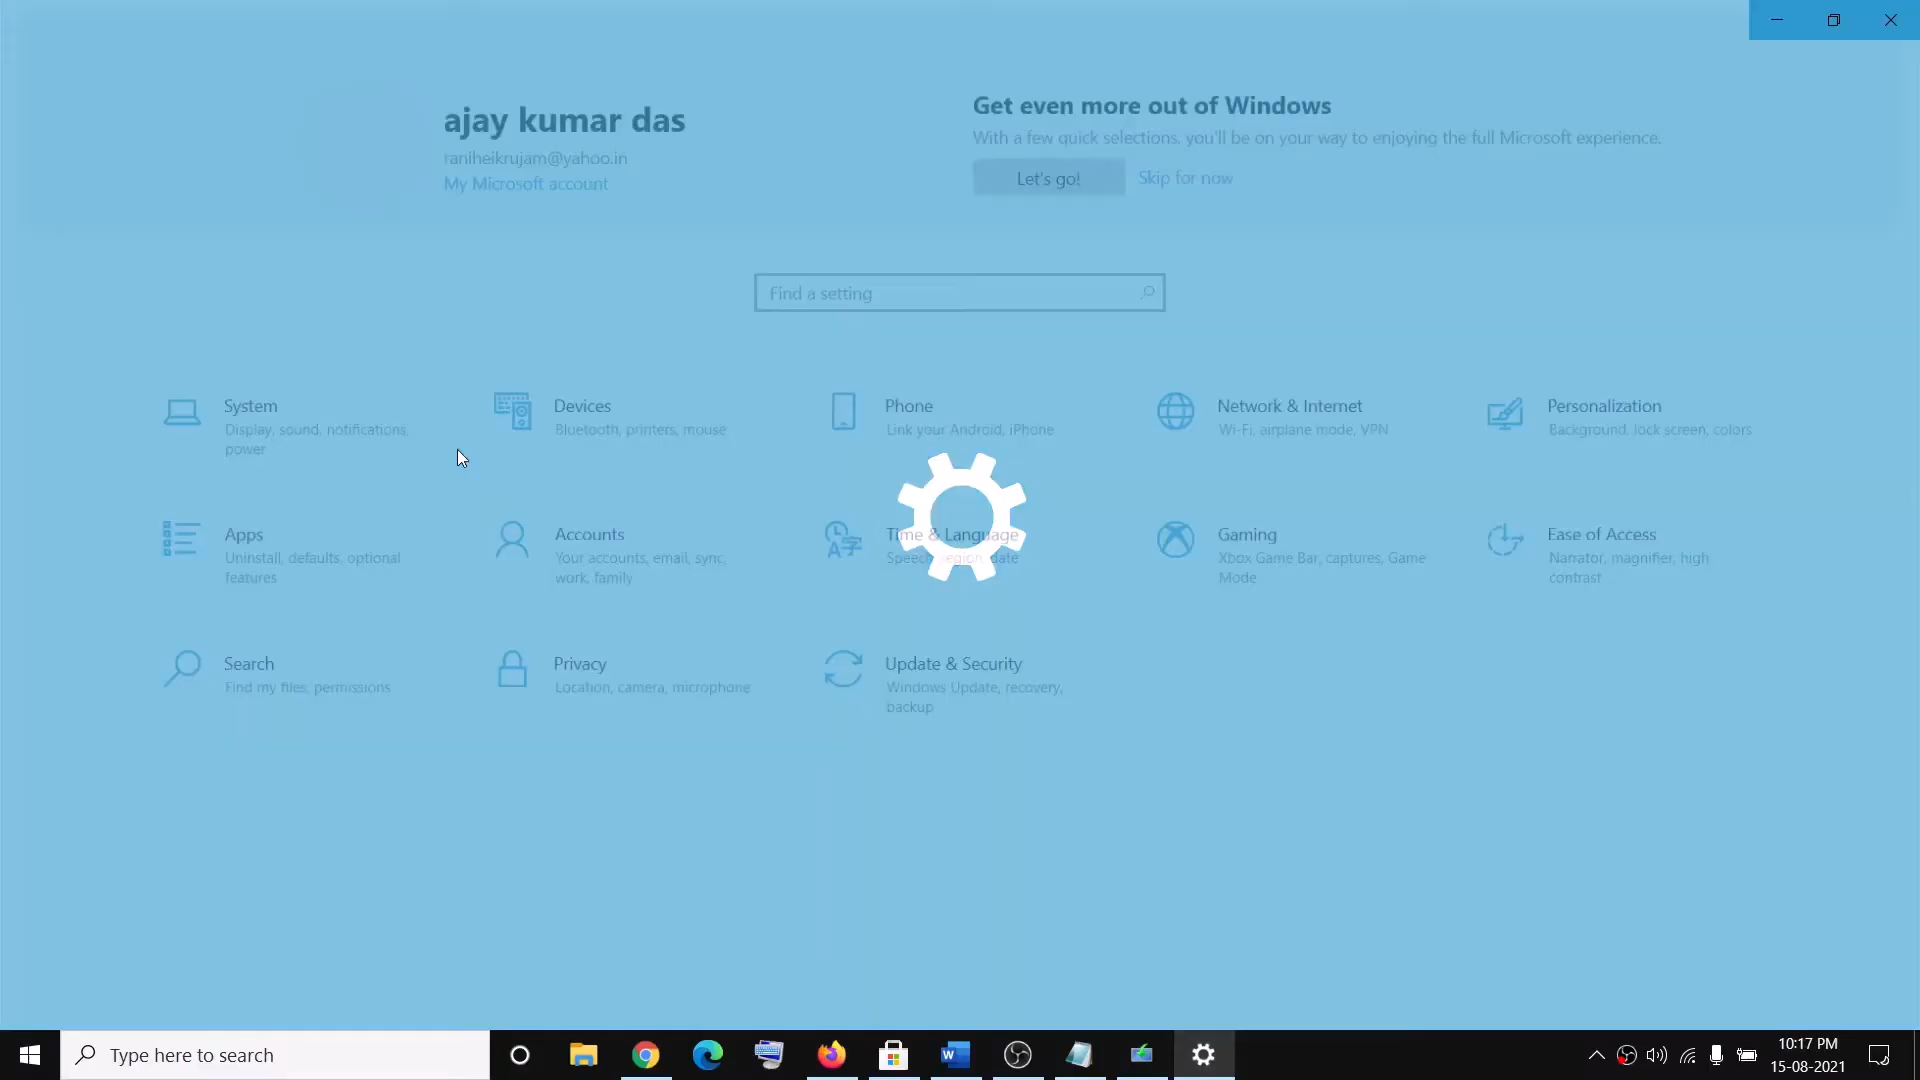 ajay kumar das
raniheikrujam@yahoo.in
My Microsoft account
Get even more out of Windows
With a few quick selections, you'll be on your way to enjoying the full Microsoft experience.
Let's go!
Skip for now
Find a setting
System
Display, sound, notifications,
power
Devices
Bluetooth, printers, mouse
Phone
Link your Android, iPhone
Network & Internet
Wi-Fi, airplane mode, VPN
Personalization
Background, lock screen, colors
Apps
Uninstall, defaults, optional
features
Accounts
Your accounts, email, sync,
work, family
Time & Language
Speech, region, date
Gaming
Xbox Game Bar, captures, Game
Mode
Ease of Access
Narrator, magnifier, high
contrast
Search
Find my files, permissions
Privacy
Location, camera, microphone
Update & Security
Windows Update, recovery,
backup
Type here to search
10:17 PM
15-08-2021